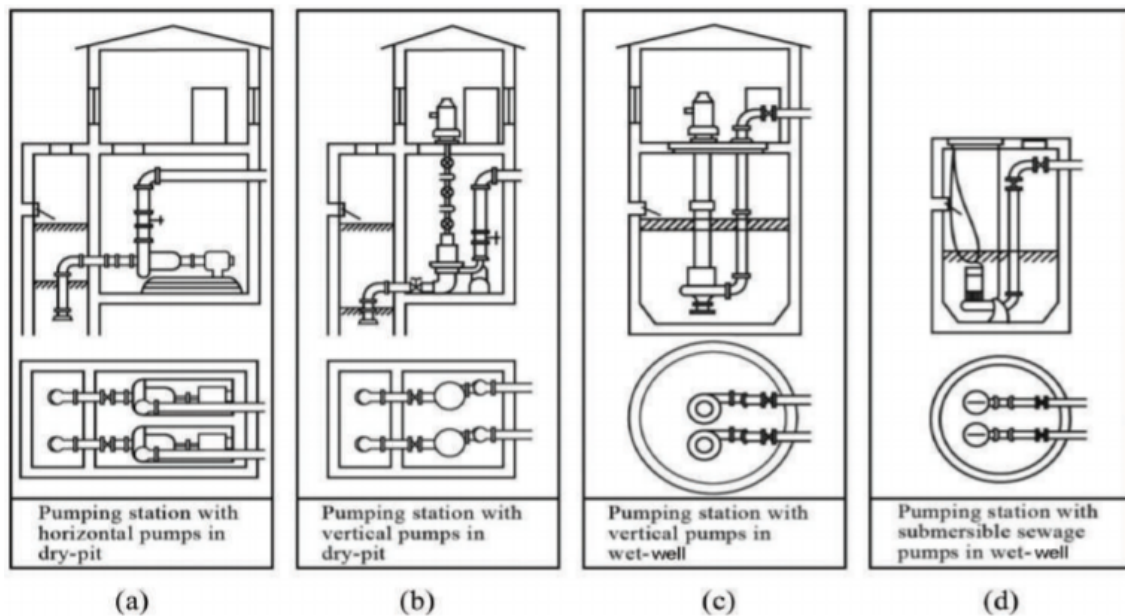 Pumping station with
horizontal pumps in
dry-pit
Pumping station with
vertical pumps in
dry-pit
Pumping station with
vertical pumps in
wet-well
Pumping station with
submersible sewage
pumps in wet-well
(a)
(b)
(c)
(d)